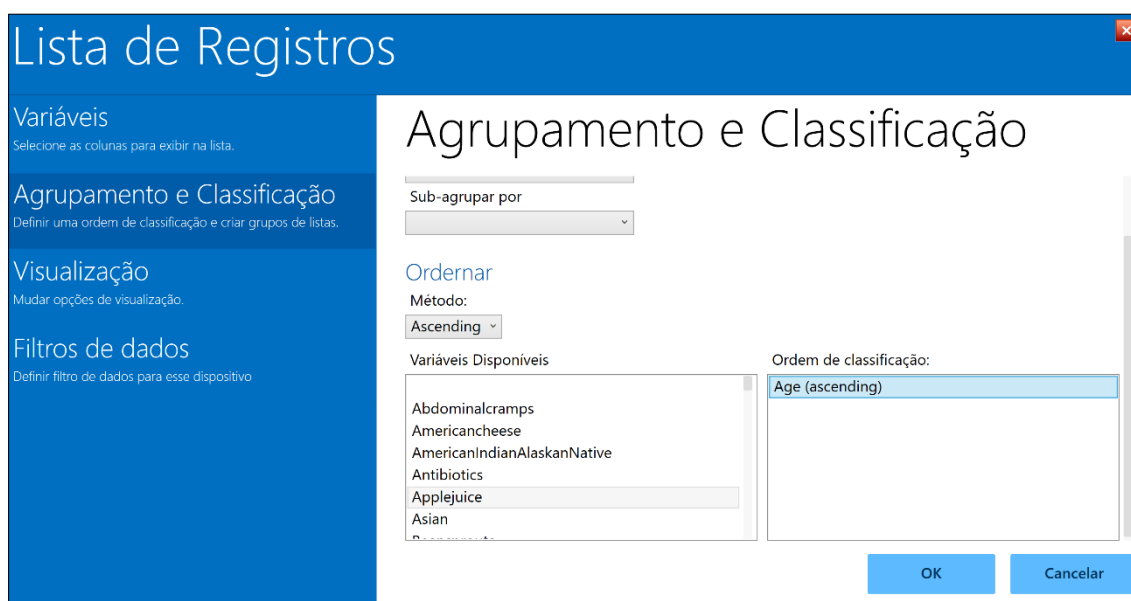 Lista de Registros
Variáveis
Selecione as colunas para exibir na lista.
Agrupamento e Classificação
Definir uma ordem de classificação e criar grupos de listas.
Visualização
Mudar opções de visualização.
Filtros de dados
Definir filtro de dados para esse dispositivo
Agrupamento e Classificação
Sub-agrupar por
Ordernar
Método:
Ascending
Variáveis Disponíveis
Abdominalcramps
Americancheese
AmericanIndianAlaskanNative
Antibiotics
Applejuice
Asian
Ordem de classificação:
Age (ascending)
OK
Cancelar